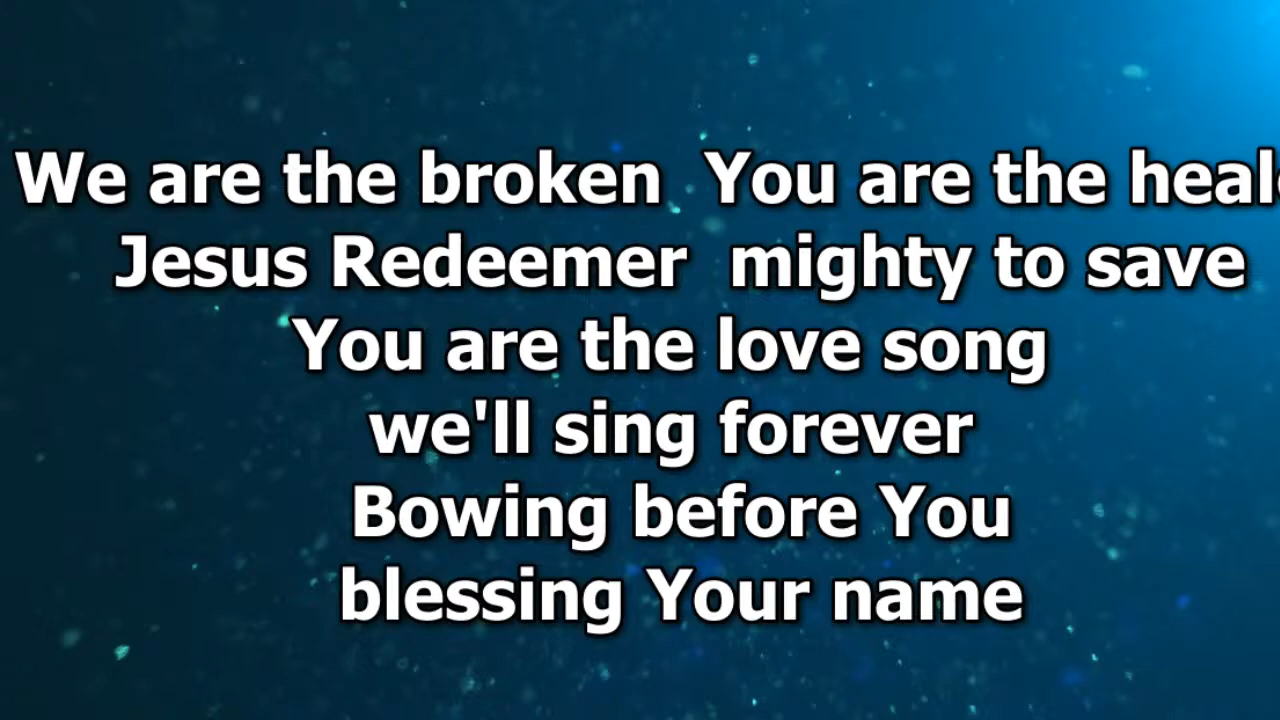 We are the broken  You are the heale
Jesus Redeemer  mighty to save
You are the love song
we'll sing forever
Bowing before You
blessing Your name